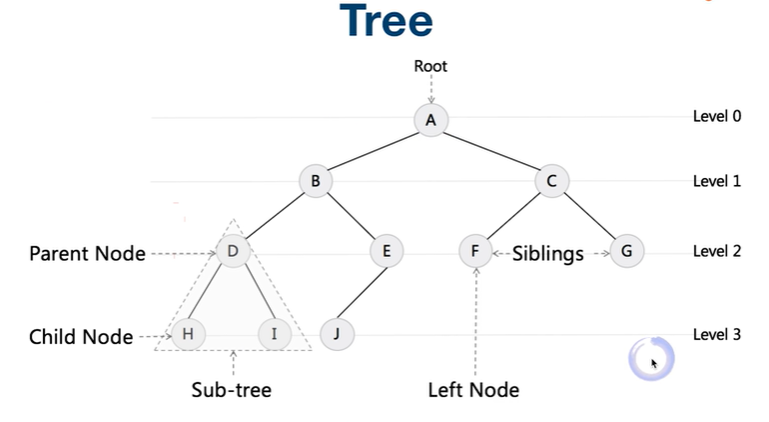 Tree
Root
A
Level 0
B
C
Level 1
Parent Node
D
E
F
Siblings
G
Level 2
Child Node
H
I
J
Level 3
Sub-tree
Left Node